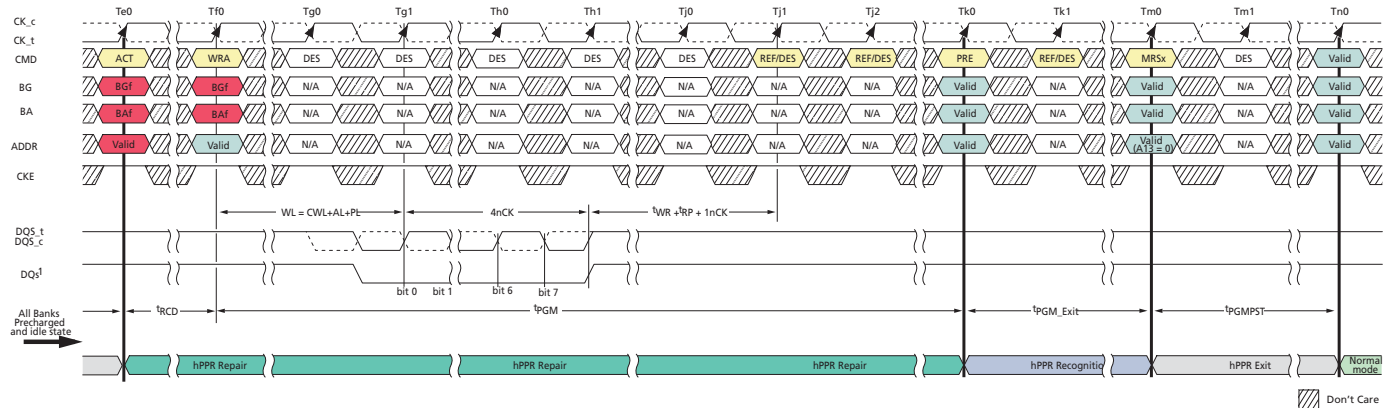 Te0 Tf0 Tg0 Tg1 Th0 Th1 Tj0 Tj1 Tj2 Tk0 Tk1 Tm0 Tm1 Tn0
CK_c
CK_t
CMD ACT WRA DES DES DES DES DES REF/DES REF/DES PRE REF/DES MRSx DES Valid
BG BGf BGf N/A N/A N/A N/A N/A N/A N/A Valid N/A Valid N/A Valid
BA BAf BAf N/A N/A N/A N/A N/A N/A N/A Valid N/A Valid N/A Valid
ADDR Valid Valid N/A N/A N/A N/A N/A N/A N/A Valid N/A Valid (A13 = 0) N/A Valid
CKE
WL = CWL+AL+PL 4nCK tWR + tRP + 1nCK
DQS_t
DQS_c
DQs1
bit 0 bit 1 bit 6 bit 7
All Banks
Precharged
and idle state
tRCD tPGM tPGM_Exit tPGMPST
hPPR Repair hPPR Repair hPPR Repair hPPR Recognitio hPPR Exit Normal
mode
Don't Care